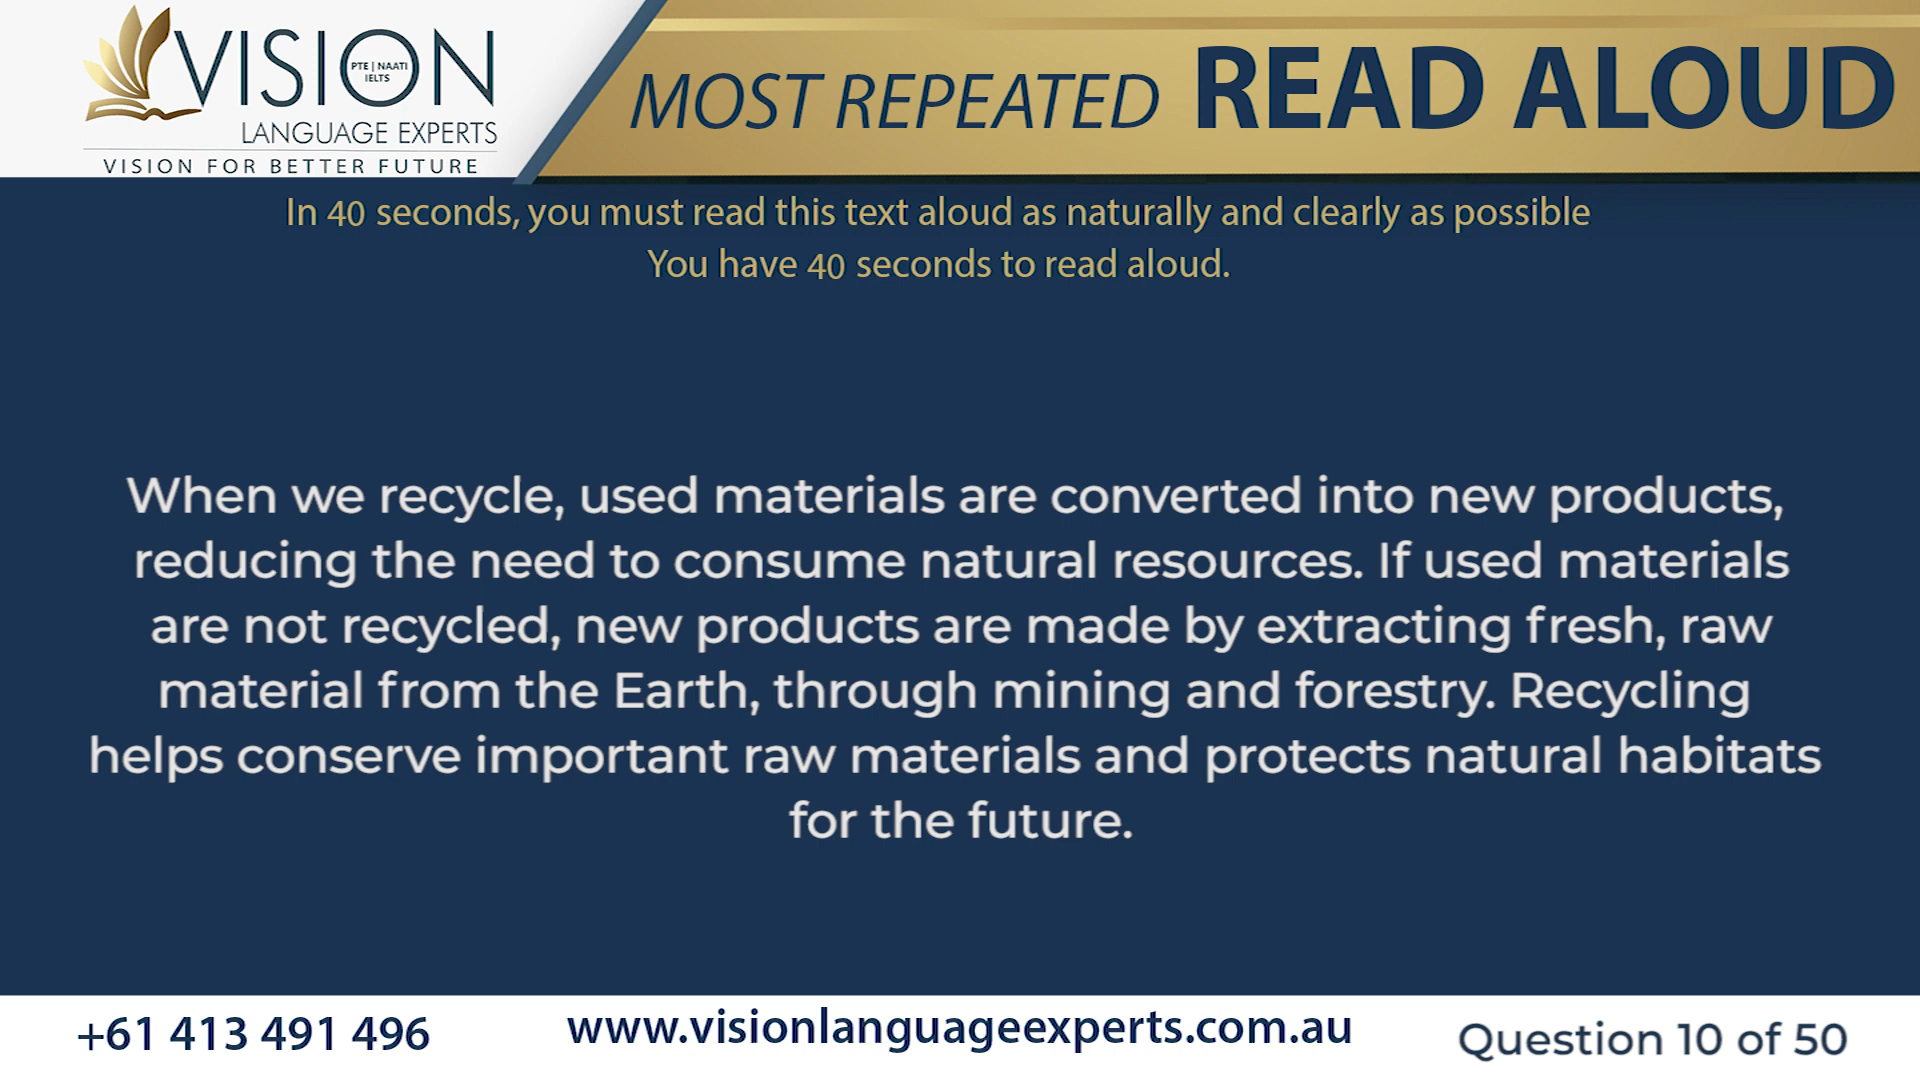 VISION
PTE | NAATI
IELTS
LANGUAGE EXPERTS
VISION FOR BETTER FUTURE
MOST REPEATED READ ALOUD
In 40 seconds, you must read this text aloud as naturally and clearly as possible
You have 40 seconds to read aloud.
When we recycle, used materials are converted into new products,
reducing the need to consume natural resources. If used materials
are not recycled, new products are made by extracting fresh, raw
material from the Earth, through mining and forestry. Recycling
helps conserve important raw materials and protects natural habitats
for the future.
+61 413 491 496
www.visionlanguageexperts.com.au
Question 10 of 50